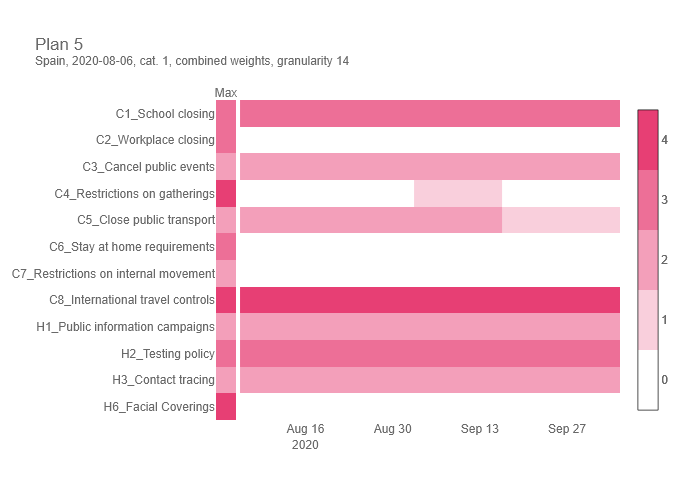 Plan 5
Spain, 2020-08-06, cat. 1, combined weights, granularity 14
Max
C1_School closing
C2_Workplace closing
C3_Cancel public events
C4_Restrictions on gatherings
C5_Close public transport
C6_Stay at home requirements
C7_Restrictions on internal movement
C8_International travel controls
H1_Public information campaigns
H2_Testing policy
H3_Contact tracing
H6_Facial Coverings
Aug 16 Aug 30 Sep 13 Sep 27
2020
4
3
2
1
0